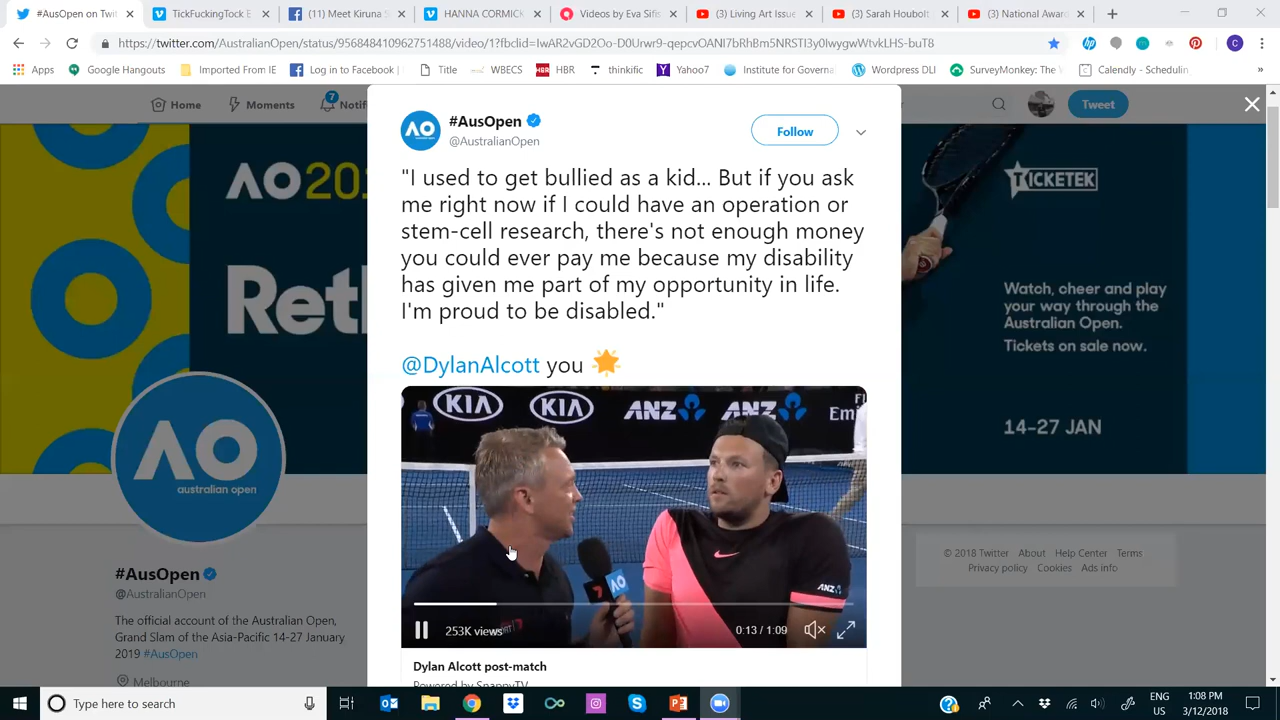 #AusOpen on Twit
TickFuckingTock B
(11) Meet Kiruna S
HANNA CORMICK
Videos by Eva Sifis
(3) Living Art Issue
(3) Sarah Houbolt
(3) National Awar
https://twitter.com/AustralianOpen/status/956848410962751488/video/1?fbclid=IwAR2vGD2Oo-D0Urwr9-qepcvOANI7bRhBm5NRSTI3y0IwygwWtvkLHS-buT8
Apps
Google Hangouts
Imported From IE
Log in to Facebook |
Title
WBECS
HBR
thinkific
Yahoo7
Institute for Governa
Wordpress DLI
SurveyMonkey: The
Calendly - Schedulin
Home
Moments
7
Notif
Tweet
#AusOpen
@AustralianOpen
Follow
"I used to get bullied as a kid... But if you ask
me right now if I could have an operation or
stem-cell research, there's not enough money
you could ever pay me because my disability
has given me part of my opportunity in life.
I'm proud to be disabled."
@DylanAlcott you
AO
AO
australian open
TICKETEK
Watch, cheer and play
your way through the
Australian Open.
Tickets on sale now.
14-27 JAN
KIA
KIA
ANZ
ANZ
7
AO
ANZ
253K views
0:13 / 1:09
Dylan Alcott post-match
Powered by SnappyTV
#AusOpen
@AustralianOpen
The official account of the Australian Open,
Grand Slam of the Asia-Pacific 14-27 January
2019 #AusOpen
Melbourne
© 2018 Twitter About Help Center Terms
Privacy policy Cookies Ads info
Type here to search
ENG
US
1:08 PM
3/12/2018